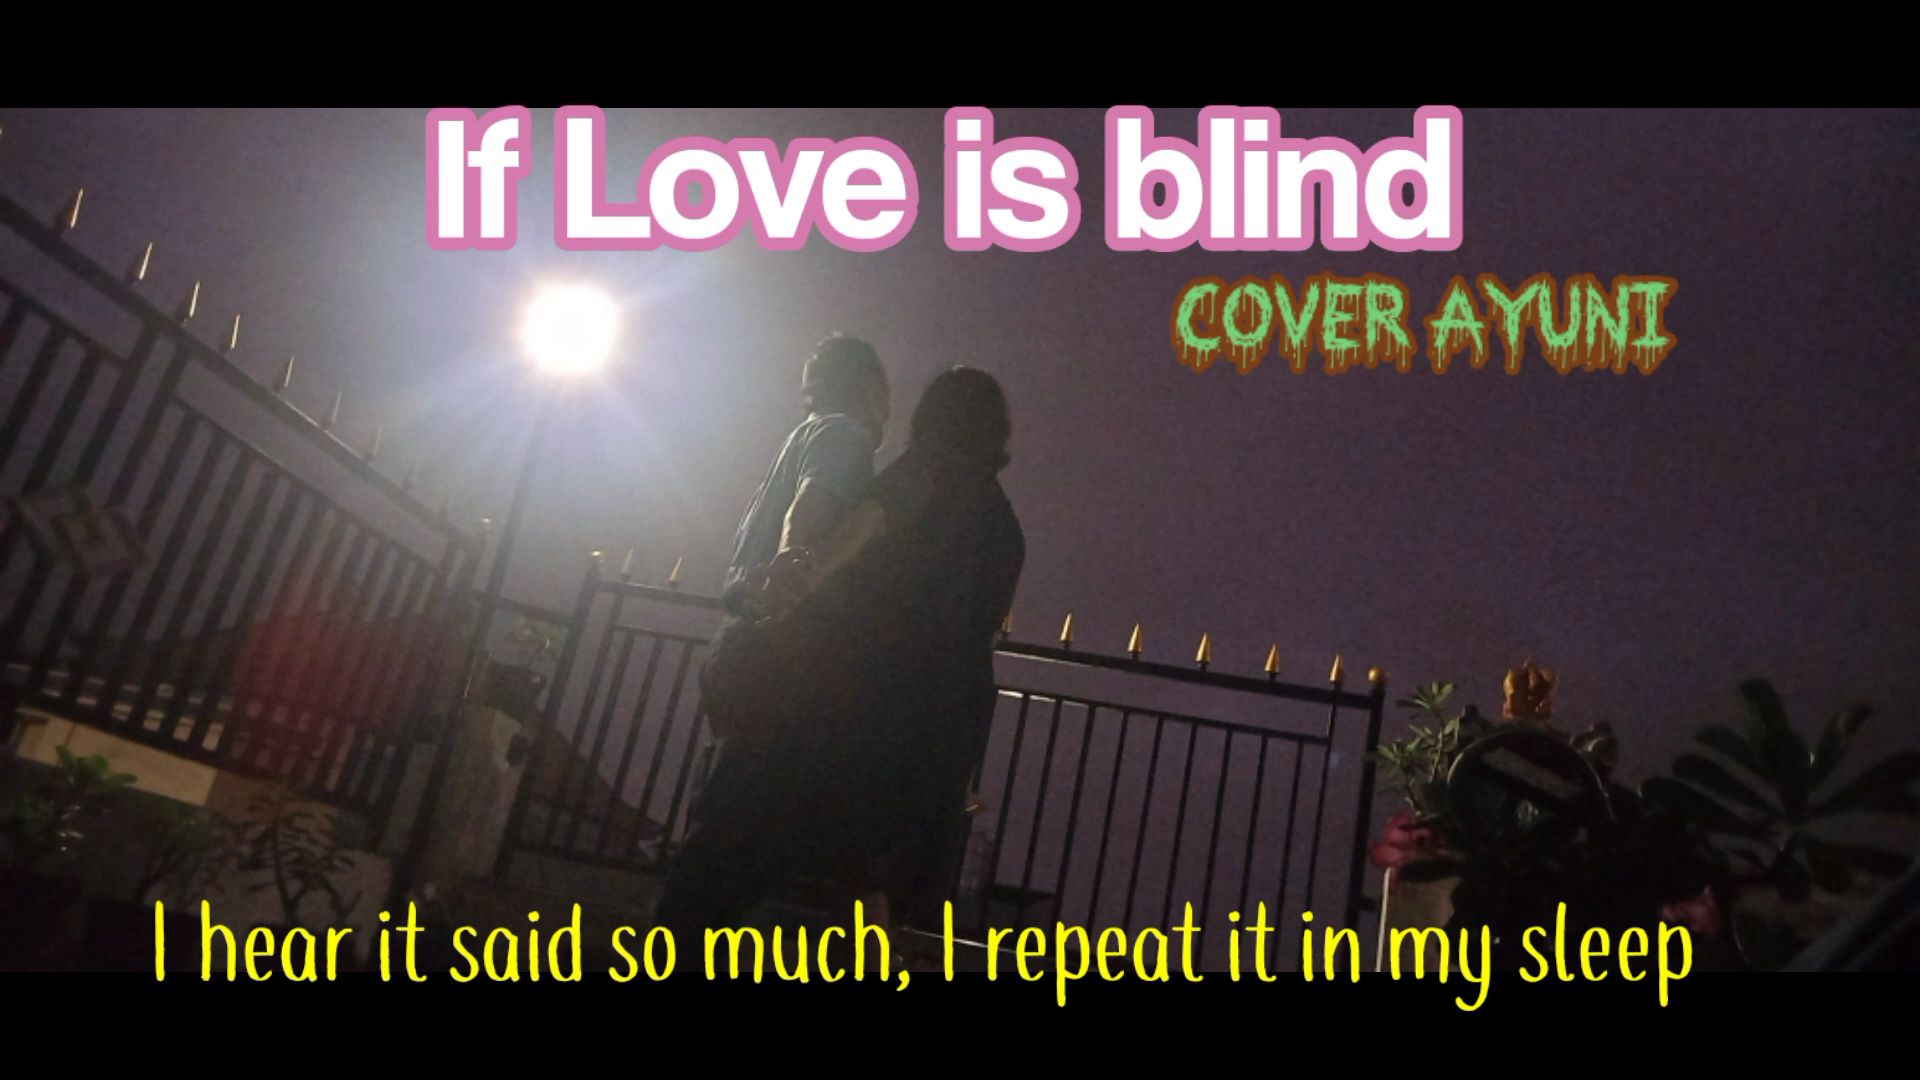 If Love is blind
COVER AYUNI
I hear it said so much, I repeat it in my sleep